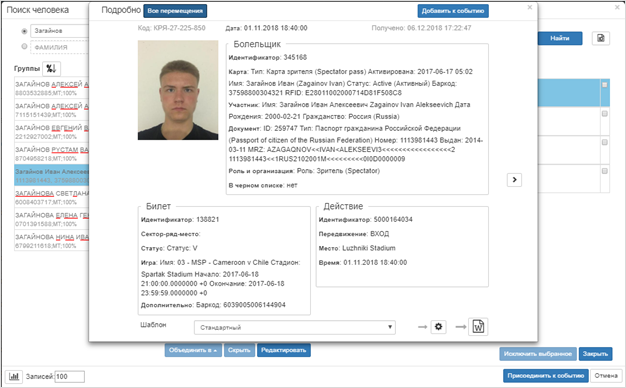 Поиск человека
Загайнов
ФАМИЛИЯ
Группы
ЗАГАЙНОВ АЛЕКСЕЙ А
8803532885;МТ;100%
ЗАГАЙНОВ АЛЕКСЕ
7115151439;МТ;100%
ЗАГАЙНОВ ЕВГЕНИЙ В
2212927002;МТ;100%
ЗАГАЙНОВ РУСТАМ ВА
6704958218;МТ;100%
Загайнов Иван Алексее
ЗАГАЙНОВА СВЕТЛАН
6008403717;МТ;100%
ЗАГАЙНОВА ЕЛЕНА ГЕ
0701391588;МТ;100%
ЗАГАЙНОВА НИНА ИВА
6799211618;МТ;100%
Найти
Подробно Все перемещения Добавить к событию ×
Код: КРЯ-27-225-850 Дата: 01.11.2018 18:40:00 Получено: 06.12.2018 17:22:47
Болельщик
Идентификатор: 345168
Карта: Тип: Карта зрителя (Spectator pass) Активирована: 2017-06-17 05:02
Имя: Загайнов Иван (Zagainov Ivan) Статус: Active (Активный) Баркод:
37598800304321 RFID: E28011002000714D81F508C8
Участник: Имя: Загайнов Иван Алексеевич Zagainov Ivan Alekseevich Дата
Рождения: 2000-02-21 Гражданство: Россия (Russia)
Документ: ID: 259747 Тип: Паспорт гражданина Российской Федерации
(Passport of citizen of the Russian Federation) Номер: 1113981443 Выдан: 2014-
03-11 MRZ: AZAGAQNOV<<IVAN<ALEKSEEVI3<<<<<<<<<<<<<<<<<2
1113981443<<1RUS2102001M<<<<<<<<<0I0D0000009
Роль и организация: Роль: Зритель (Spectator)
В черном списке: нет
Билет
Идентификатор: 138821
Сектор-ряд-место:
Статус: Статус: V
Игра: Имя: 03 - MSP - Cameroon v Chile Стадион:
Spartak Stadium Начало: 2017-06-18
21:00:00.0000000 +0 Окончание: 2017-06-18
23:59:59.0000000 +0
Дополнительно: Баркод: 6039005006144904
Действие
Идентификатор: 5000164034
Передвижение: ВХОД
Место: Luzhniki Stadium
Время: 01.11.2018 18:40:00
Шаблон Стандартный
Объединить в Скрыть Редактировать Исключить выбранное Закрыть
Записей: 100 Присоединить к событию Отмена